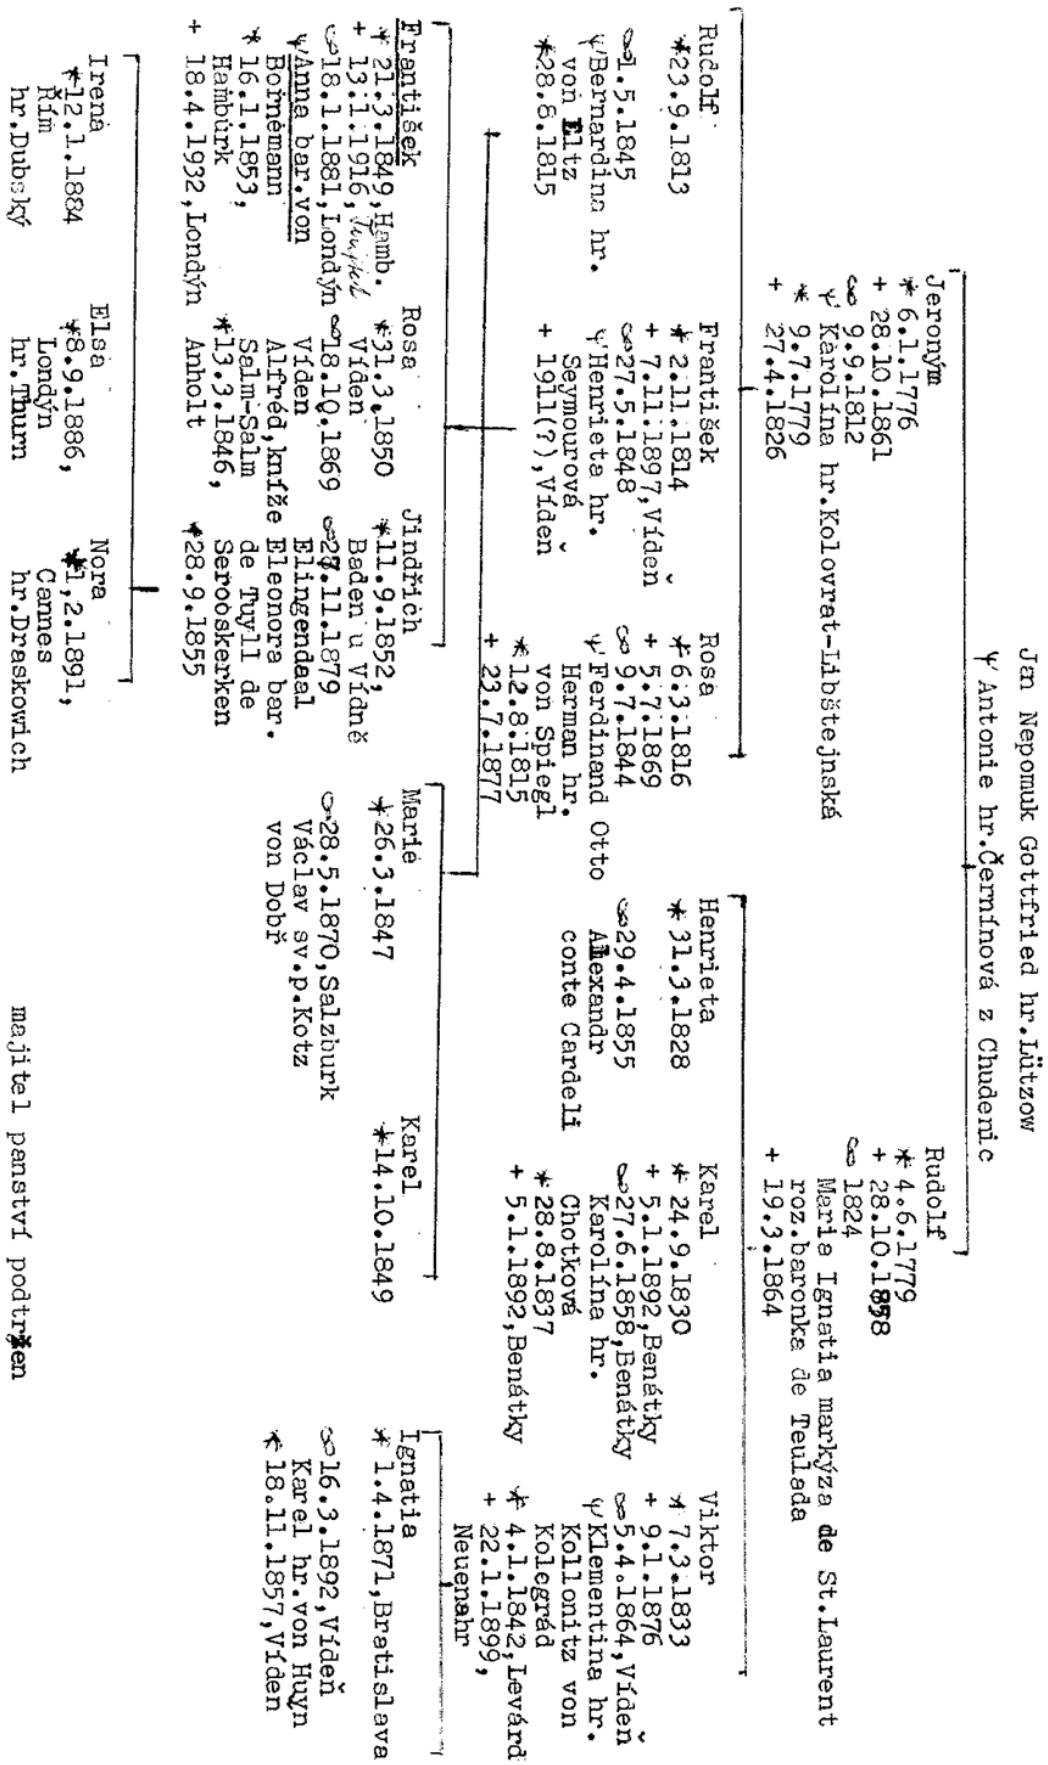 Jan Nepomuk Gottfried hr.Lützow
Ψ Antonie hr.Černínová z Chudenic
Jeroným
* 6.1.1776
+ 28.10.1861
∞ 9.9.1812
Ψ Karolína hr.Kolovrat-Libštejnská
* 9.7.1779
+ 27.4.1826
Rudolf
* 4.6.1779
+ 28.10.1858
∞ 1824
Maria Ignatia markýza de St.Laurent
roz.baronka de Teulada
+ 19.3.1864
Rudolf
*23.9.1813
∞1.5.1845
Ψ Bernardina hr.
von Eltz
*28.8.1815
František
* 2.11.1814
+ 7.11.1897,Vídeň
∞27.5.1848
Ψ Henrieta hr.
Seymourová
+ 1911(?),Vídeň
Rosa
*6.3.1816
+ 5.7.1869
∞ 9.7.1844
Ψ Ferdinand Otto
Herman hr.
von Spiegl
*12.8.1815
+ 23.7.1877
Henrieta
* 31.3.1828
∞29.4.1855
Alexandr
conte Cardeli
Karel
* 24.9.1830
+ 5.1.1892,Benátky
∞27.6.1858,Benátky
Karolína hr.
Chotková
*28.8.1837
+ 5.1.1892,Benátky
Viktor
* 7.3.1833
+ 9.1.1876
∞5.4.1864,Vídeň
Ψ Klementina hr.
Kollonitz von
Kolegrád
* 4.1.1842,Levárd
+ 22.1.1899,
Neuenahr
František
* 21.3.1849,Hamb.
+ 13.1.1916,
∞18.1.1881,Londýn
Ψ Anna bar.von
Bornemann
* 16.1.1853,
Hamburk
+ 18.4.1932,Londýn
Rosa
*31.3.1850
Vídeň
∞18.10.1869
Víden
Alfréd,kníže
Salm-Salm
*13.3.1846,
Anholt
Jindřich
*11.9.1852,
Baden u Vídně
∞27.11.1879
Elingendaal
Eleonora bar.
de Tuyll de
Serooskerken
*28.9.1855
Marie
*26.3.1847
∞28.5.1870,Salzburk
Václav sv.p.Kotz
von Dobř
Karel
*14.10.1849
Ignatia
* 1.4.1871,Bratislava
∞16.3.1892,Vídeň
Karel hr.von Huyn
*18.11.1857,Víden
Irena
*12.1.1884
Řím
hr.Dubský
Elsa
*8.9.1886,
Londýn
hr.Thurn
Nora
*1,2.1891,
Cannes
hr.Draskowich
majitel panství podtržen